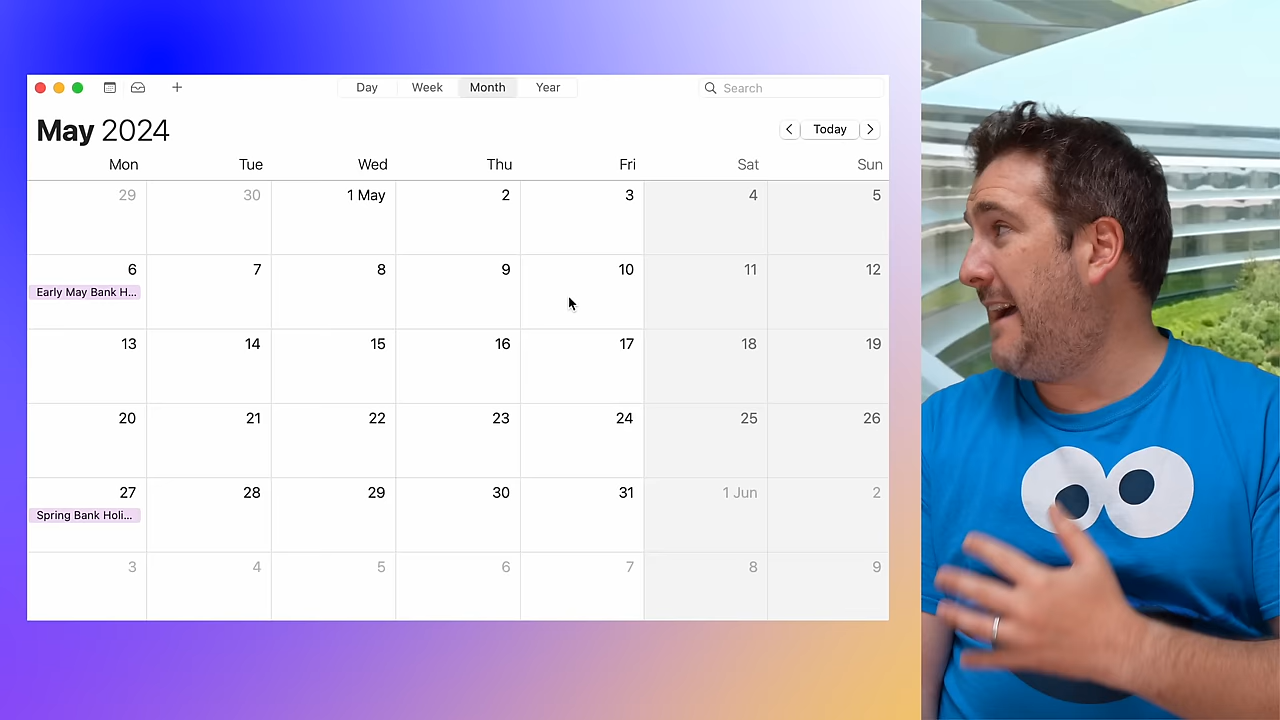 Day Week Month Year Search
May 2024 Today
Mon Tue Wed Thu Fri Sat Sun
29 30 1 May 2 3 4 5
6 7 8 9 10 11 12
Early May Bank H...
13 14 15 16 17 18 19
20 21 22 23 24 25 26
27 28 29 30 31 1 Jun 2
Spring Bank Holi...
3 4 5 6 7 8 9